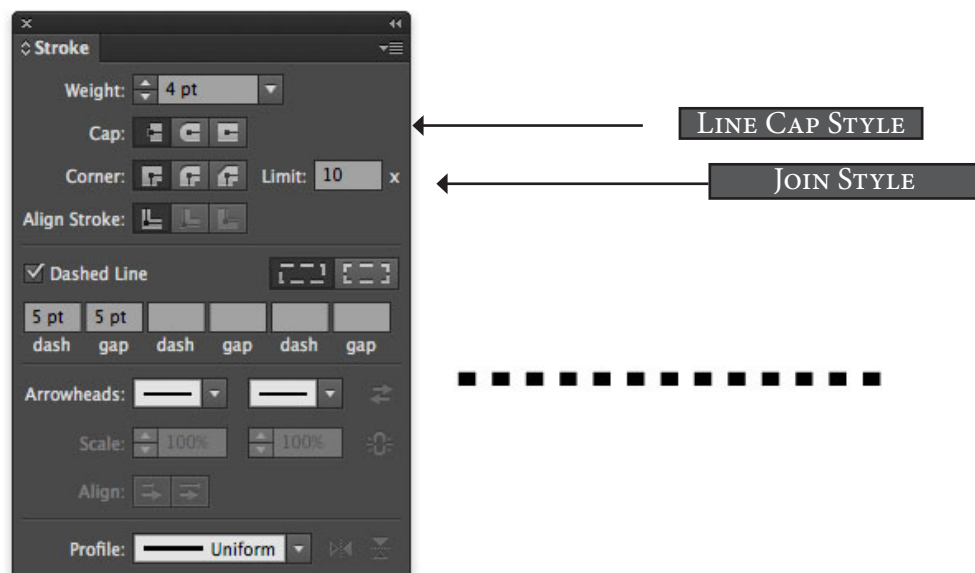 Stroke
Weight: 4 pt
Cap:
LINE CAP STYLE
Corner: Limit: 10 x
JOIN STYLE
Align Stroke:
Dashed Line
5 pt 5 pt
dash gap dash gap dash gap
Arrowheads:
Scale: 100% 100%
Align:
Profile: Uniform